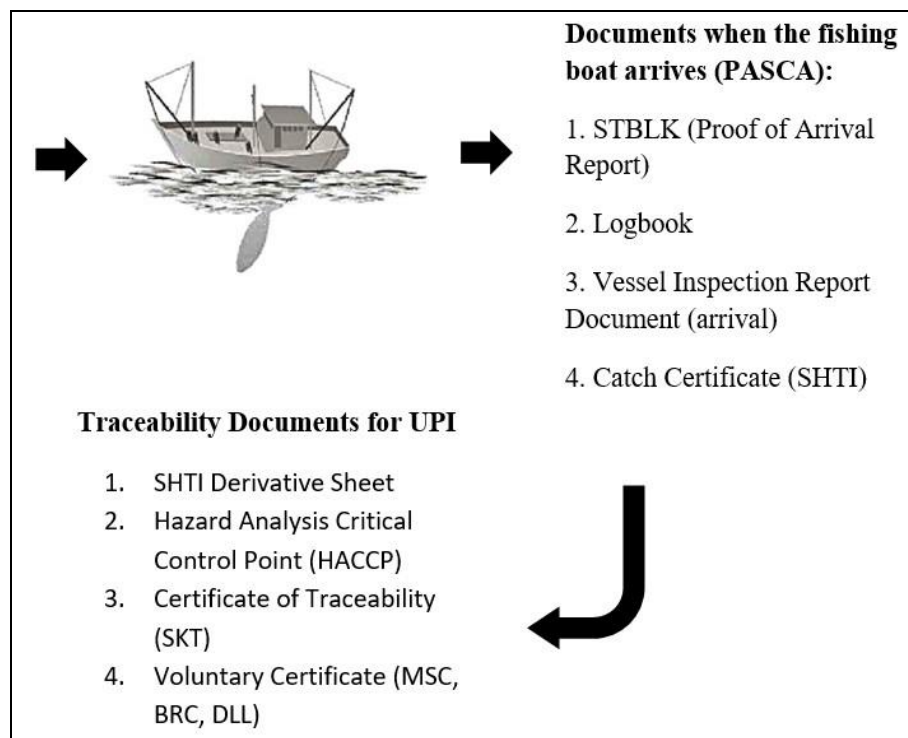 Documents when the fishing
boat arrives (PASCA):
1. STBLK (Proof of Arrival
Report)
2. Logbook
3. Vessel Inspection Report
Document (arrival)
4. Catch Certificate (SHTI)
Traceability Documents for UPI
1. SHTI Derivative Sheet
2. Hazard Analysis Critical
Control Point (HACCP)
3. Certificate of Traceability
(SKT)
4. Voluntary Certificate (MSC,
BRC, DLL)